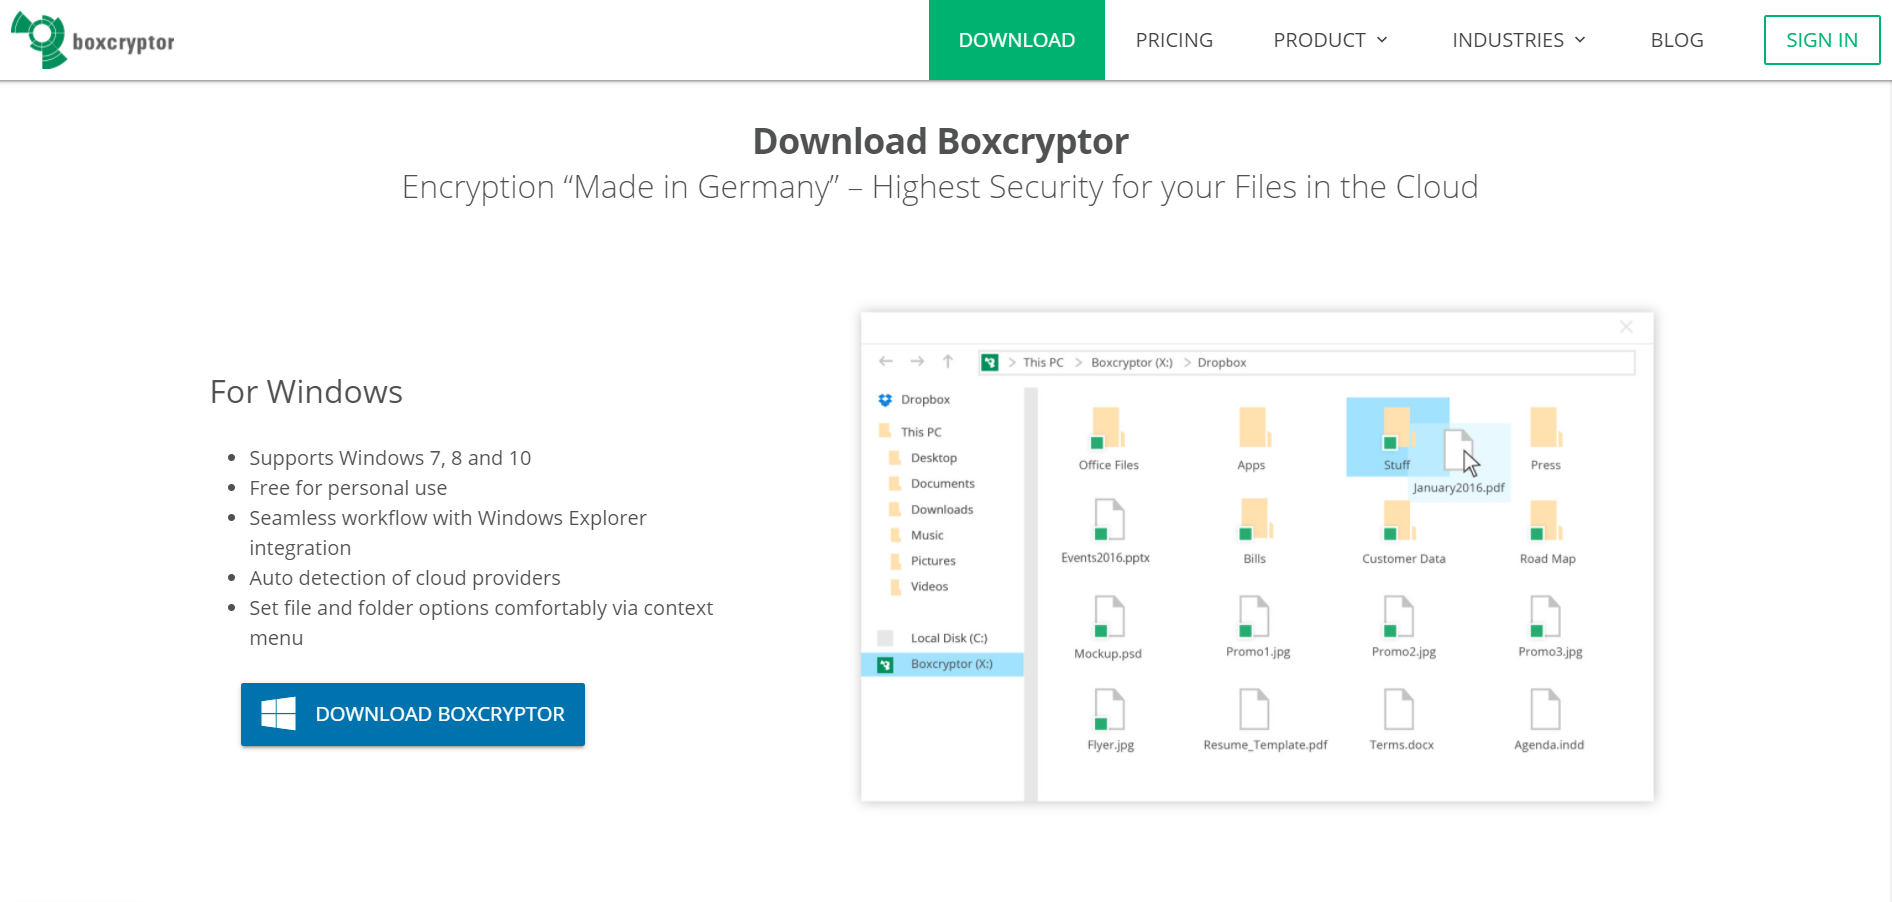 boxcryptor
DOWNLOAD
PRICING
PRODUCT
INDUSTRIES
BLOG
SIGN IN
Download Boxcryptor
Encryption “Made in Germany” – Highest Security for your Files in the Cloud
For Windows
• Supports Windows 7, 8 and 10
• Free for personal use
• Seamless workflow with Windows Explorer
integration
• Auto detection of cloud providers
• Set file and folder options comfortably via context
menu
DOWNLOAD BOXCRYPTOR
This PC > Boxcryptor (X:) > Dropbox
Dropbox
This PC
Desktop
Documents
Downloads
Music
Pictures
Videos
Local Disk (C:)
Boxcryptor (X:)
Office Files
Apps
Stuff
Press
January2016.pdf
Events2016.pptx
Bills
Customer Data
Road Map
Mockup.psd
Promo1.jpg
Promo2.jpg
Promo3.jpg
Flyer.jpg
Resume_Template.pdf
Terms.docx
Agenda.indd